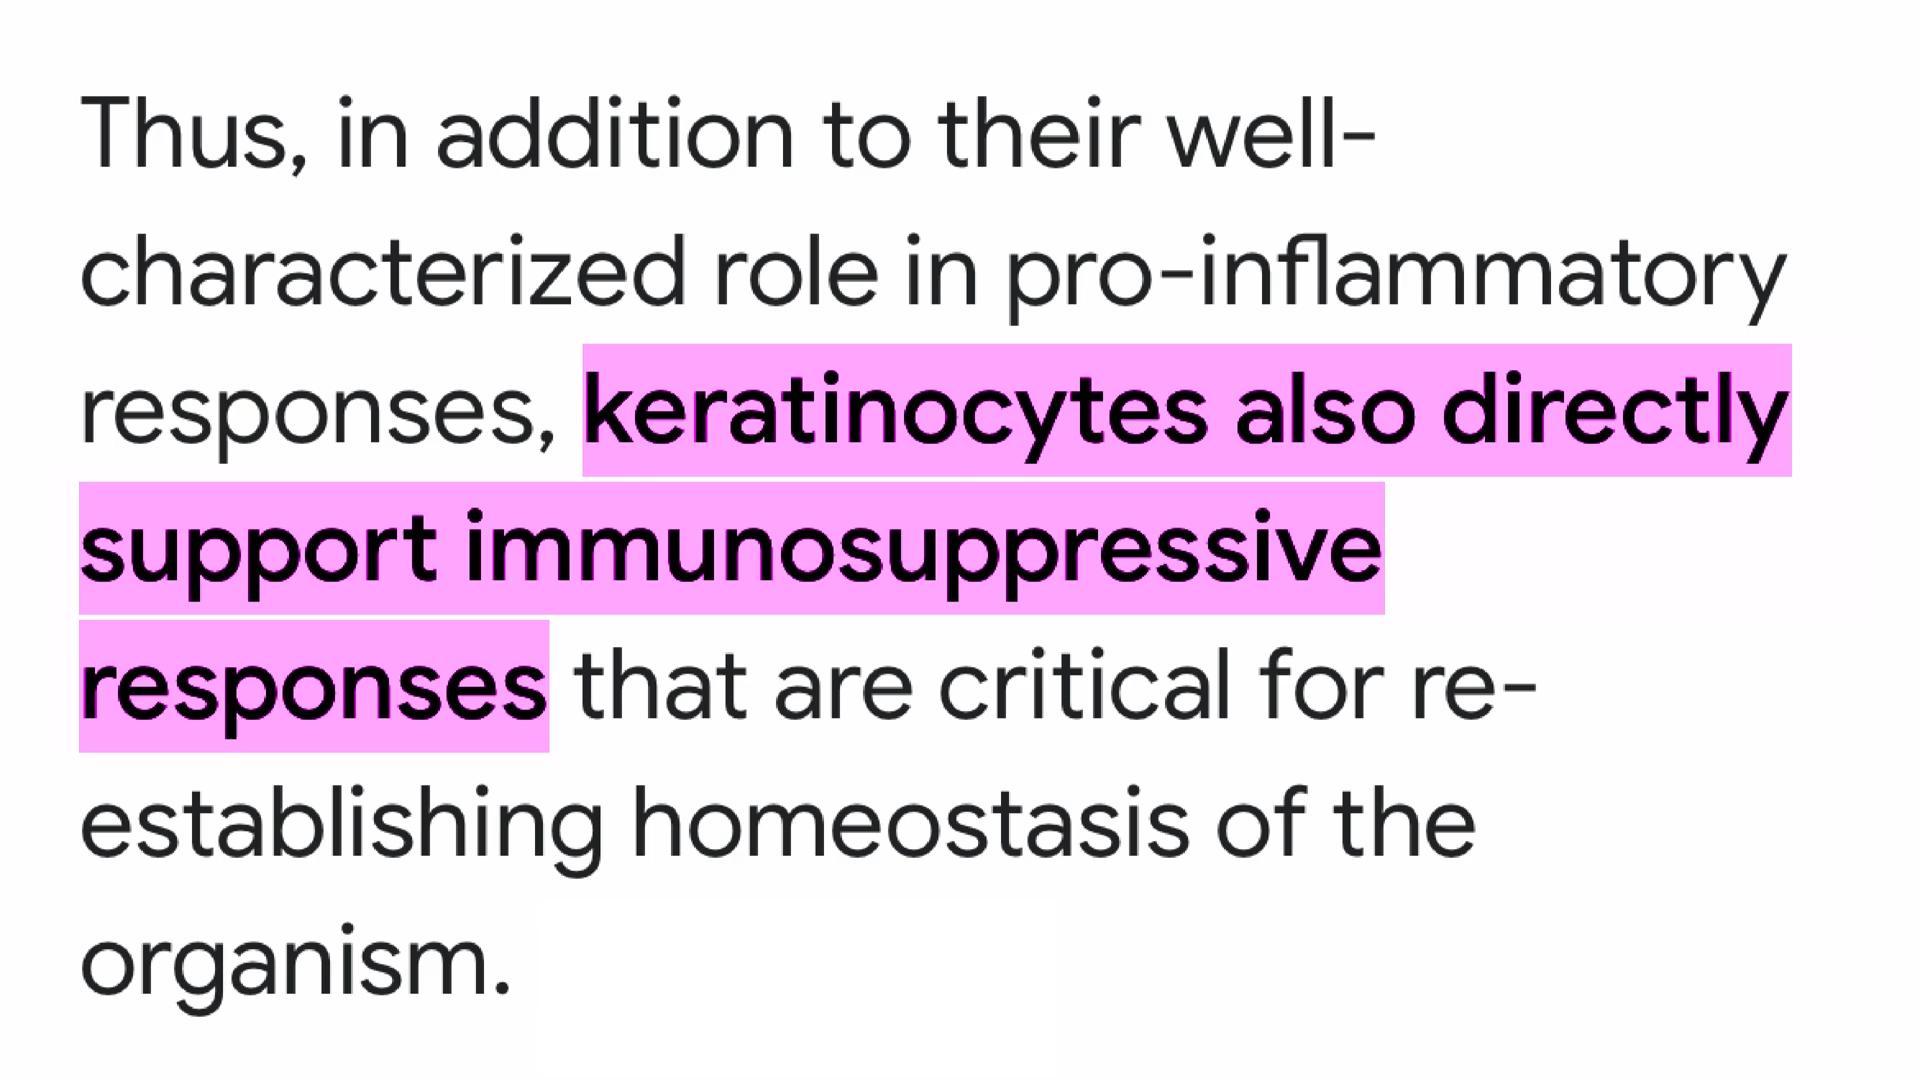 Thus, in addition to their well-
characterized role in pro-inflammatory
responses, keratinocytes also directly
support immunosuppressive
responses that are critical for re-
establishing homeostasis of the
organism.